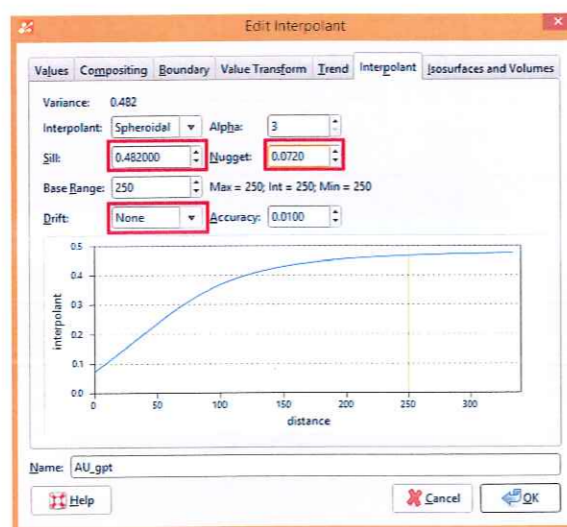 Edit Interpolant
Values Compositing Boundary Value Transform Trend Interpolant Isosurfaces and Volumes
Variance: 0.482
Interpolant: Spheroidal Alpha: 3
Sill: 0.482000 Nugget: 0.0720
Base Range: 250 Max = 250; Int = 250; Min = 250
Drift: None Accuracy: 0.0100
0.5
0.4
0.3
0.2
0.1
0.0
interpolant
0 50 100 150 200 250 300
distance
Name: AU_gpt
Help Cancel OK